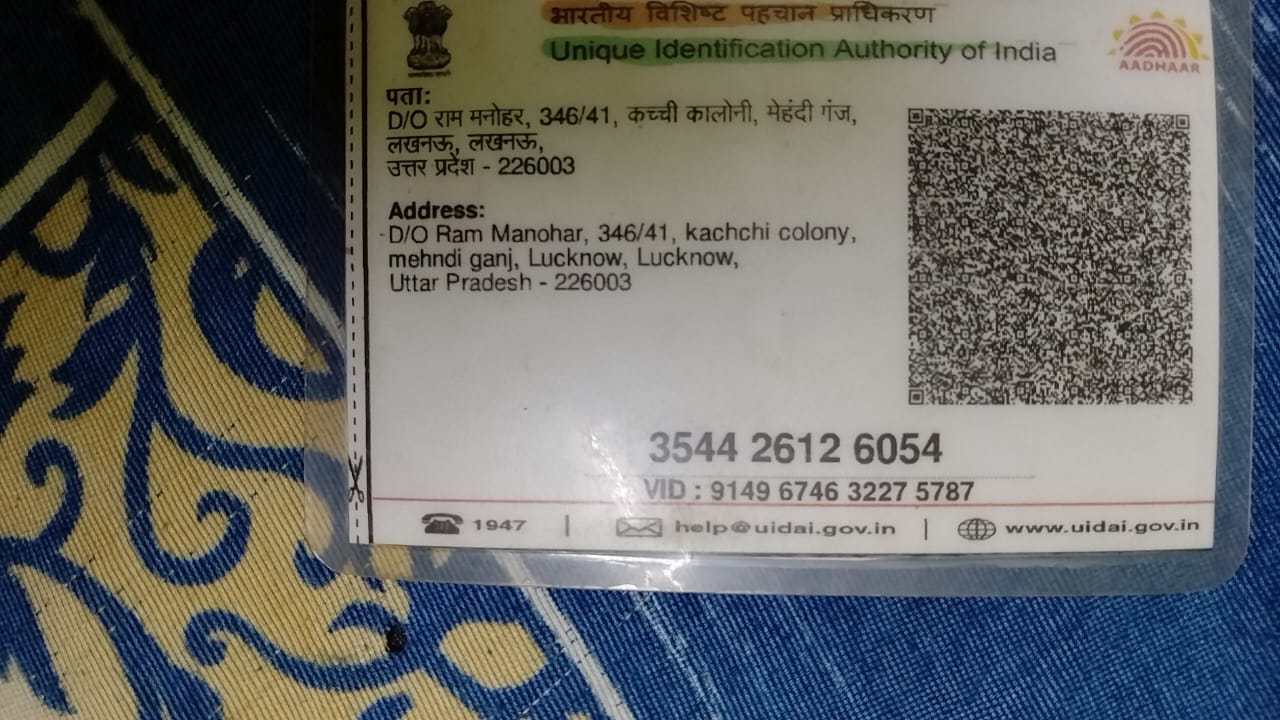 भारतीय विशिष्ट पहचान प्राधिकरण
Unique Identification Authority of India
AADHAAR
पता:
D/O राम मनोहर, 346/41, कच्ची कालोनी, मेहंदी गंज,
लखनऊ, लखनऊ,
उत्तर प्रदेश - 226003
Address:
D/O Ram Manohar, 346/41, kachchi colony,
mehndi ganj, Lucknow, Lucknow,
Uttar Pradesh - 226003
3544 2612 6054
VID : 9149 6746 3227 5787
1947 | help@uidai.gov.in | www.uidai.gov.in